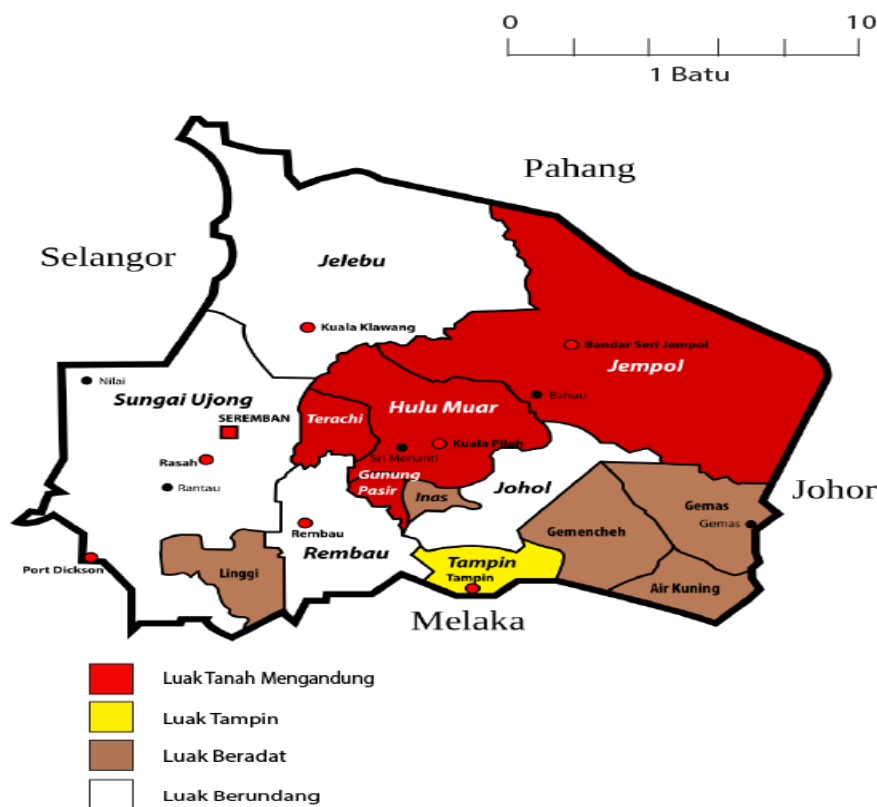 0 10
1 Batu
Pahang
Selangor
Jelebu
Kuala Klawang
Bandar Seri Jempol
Jempol
Nilai
Sungai Ujong
Hulu Muar
Bahau
SEREMBAN
Terachi
Kuala Pilah
Sri Menanti
Rasah
Gunung
Pasir
Rantau
Inas
Johol
Johor
Gemas
Gemas
Rembau
Rembau
Gemencheh
Port Dickson
Linggi
Tampin
Tampin
Air Kuning
Melaka
Luak Tanah Mengandung
Luak Tampin
Luak Beradat
Luak Berundang